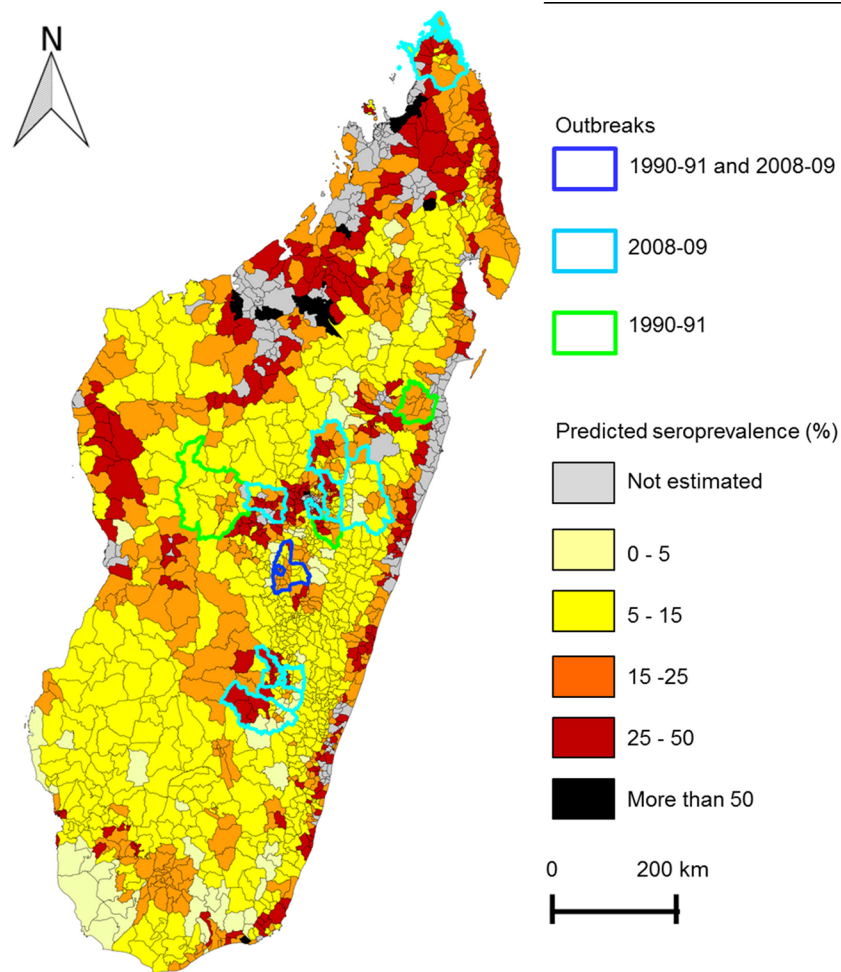 N
Outbreaks
1990-91 and 2008-09
2008-09
1990-91
Predicted seroprevalence (%)
Not estimated
0 - 5
5 - 15
15 -25
25 - 50
More than 50
0 200 km